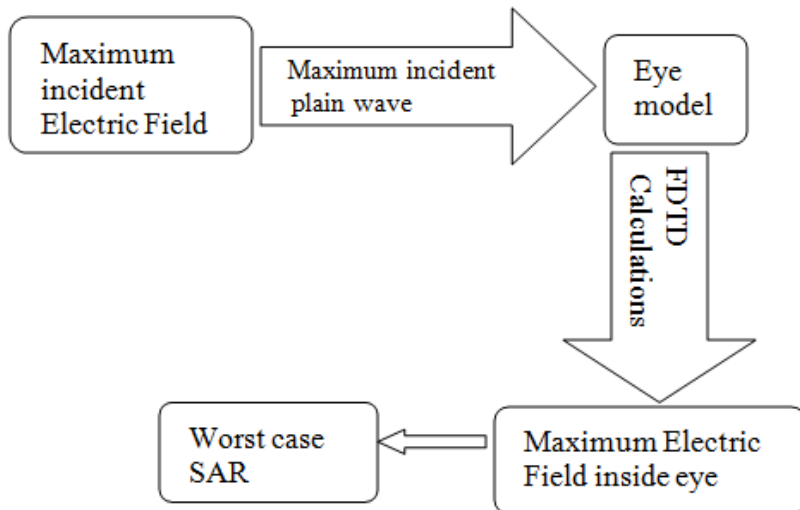 Maximum
incident
Electric Field
Maximum incident
plain wave
Eye
model
FDTD
Calculations
Maximum Electric
Field inside eye
Worst case
SAR